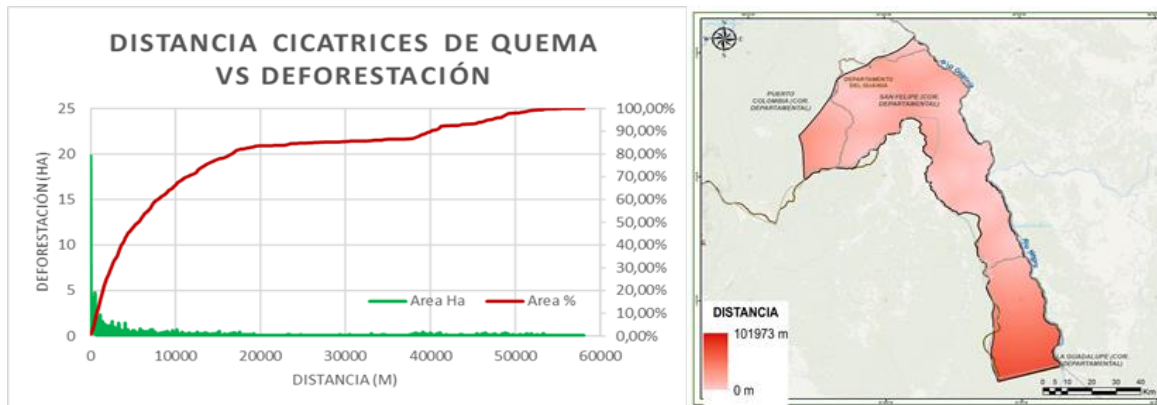 DISTANCIA CICATRICES DE QUEMA
VS DEFORESTACIÓN
DEFORESTACIÓN (HA)
25
20
15
10
5
0
100,00%
90,00%
80,00%
70,00%
60,00%
50,00%
40,00%
30,00%
20,00%
10,00%
0,00%
Area Ha
Area %
0 10000 20000 30000 40000 50000 60000
DISTANCIA (M)
DEPARTAMENTO
DEL GUAINIA
PUERTO
COLOMBIA (COR.
DEPARTAMENTAL)
SAN FELIPE (COR.
DEPARTAMENTAL)
LA GUADALUPE (COR.
DEPARTAMENTAL)
DISTANCIA
101973 m
0 m
0 5 10 20 30 40
Km